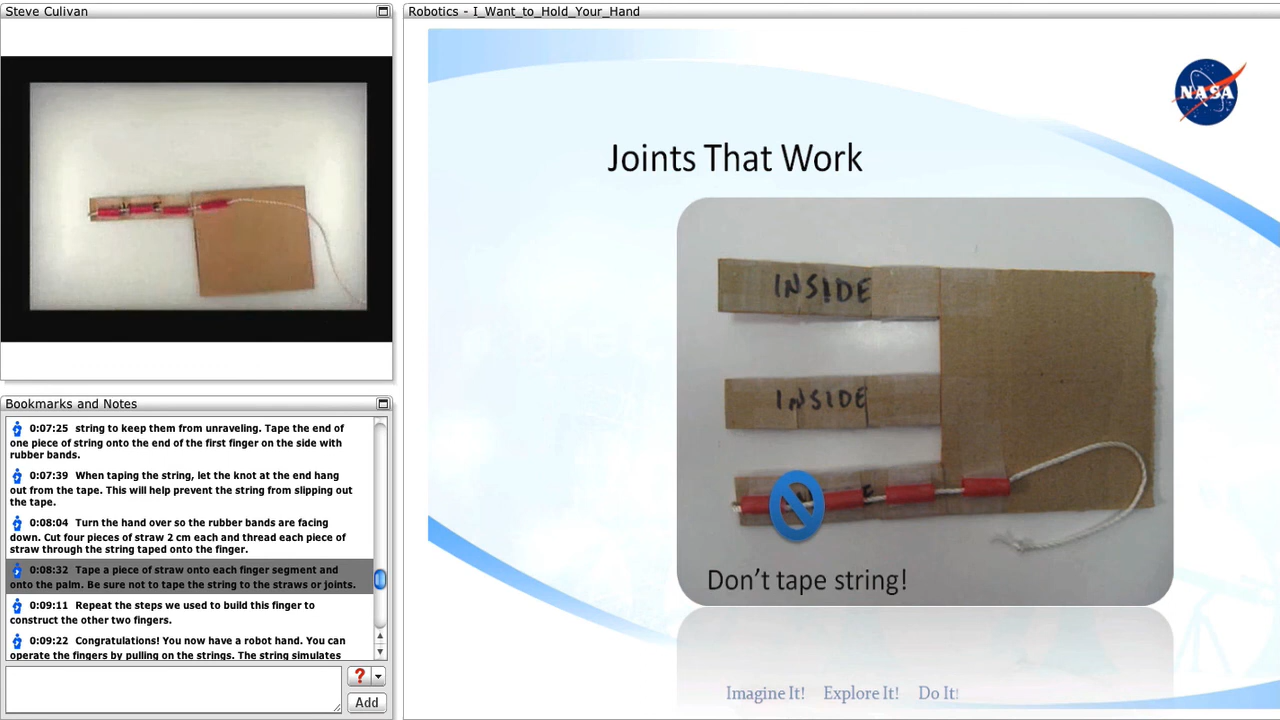 Steve Culivan
Robotics - I_Want_to_Hold_Your_Hand
NASA
Joints That Work
INSIDE
INSIDE
Don't tape string!
Imagine It! Explore It! Do It!
Bookmarks and Notes
0:07:25 string to keep them from unraveling. Tape the end of
one piece of string onto the end of the first finger on the side with
rubber bands.
0:07:39 When taping the string, let the knot at the end hang
out from the tape. This will help prevent the string from slipping out
the tape.
0:08:04 Turn the hand over so the rubber bands are facing
down. Cut four pieces of straw 2 cm each and thread each piece of
straw through the string taped onto the finger.
0:08:32 Tape a piece of straw onto each finger segment and
onto the palm. Be sure not to tape the string to the straws or joints.
0:09:11 Repeat the steps we used to build this finger to
construct the other two fingers.
0:09:22 Congratulations! You now have a robot hand. You can
operate the fingers by pulling on the strings. The string simulates
?
Add